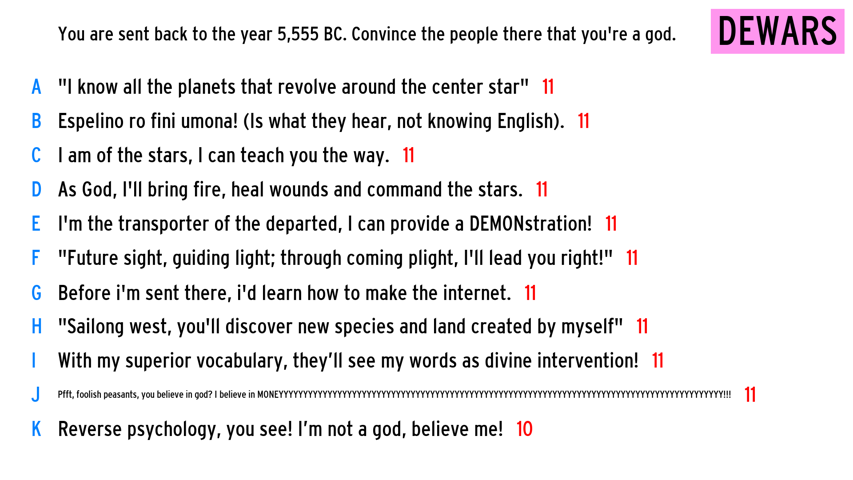 You are sent back to the year 5,555 BC. Convince the people there that you're a god.
DEWARS
A "I know all the planets that revolve around the center star" 11
B Espelino ro fini umona! (Is what they hear, not knowing English). 11
C I am of the stars, I can teach you the way. 11
D As God, I'll bring fire, heal wounds and command the stars. 11
E I'm the transporter of the departed, I can provide a DEMONstration! 11
F "Future sight, guiding light; through coming plight, I'll lead you right!" 11
G Before i'm sent there, i'd learn how to make the internet. 11
H "Sailong west, you'll discover new species and land created by myself" 11
I With my superior vocabulary, they’ll see my words as divine intervention! 11
J Pfft, foolish peasants, you believe in god? I believe in MONEYYYYYYYYYYYYYYYYYYYYYYYYYYYYYYYYYYYYYYYYYYYYYYYYYYYYYYYYYYYYYYYYYYYYYYYYYYYYYYYYYYYYYYYYYYY!!! 11
K Reverse psychology, you see! I’m not a god, believe me! 10